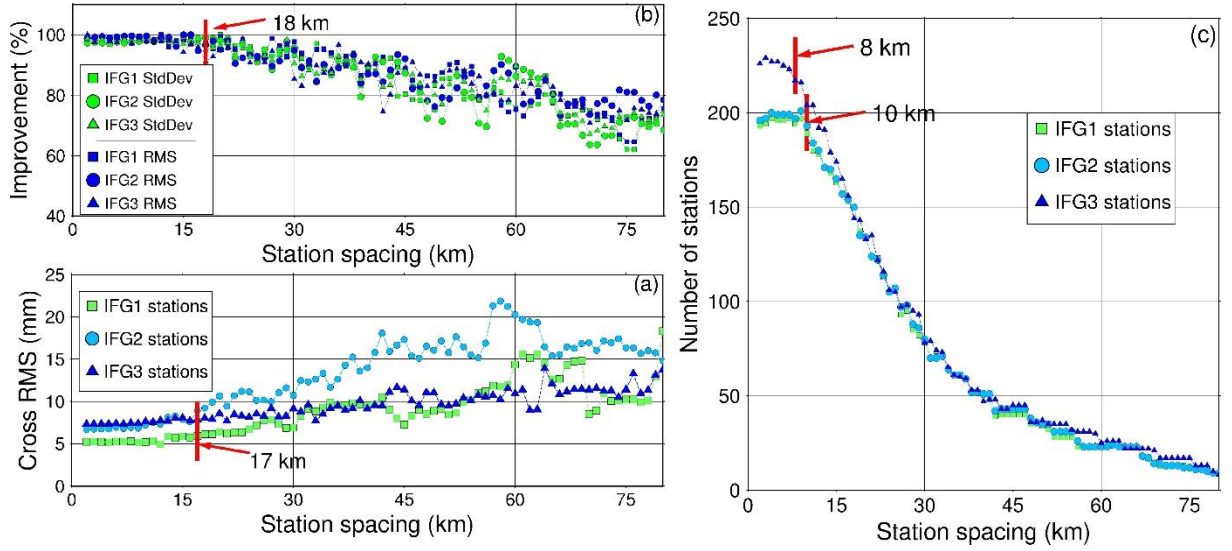 (b)
18 km
100
80
60
40
Improvement (%)
IFG1 StdDev
IFG2 StdDev
IFG3 StdDev
IFG1 RMS
IFG2 RMS
IFG3 RMS
0 15 30 45 60 75
Station spacing (km)
(a)
25
20
15
10
5
0
Cross RMS (mm)
IFG1 stations
IFG2 stations
IFG3 stations
17 km
0 15 30 45 60 75
Station spacing (km)
(c)
250
200
150
100
50
0
Number of stations
8 km
10 km
IFG1 stations
IFG2 stations
IFG3 stations
0 15 30 45 60 75
Station spacing (km)